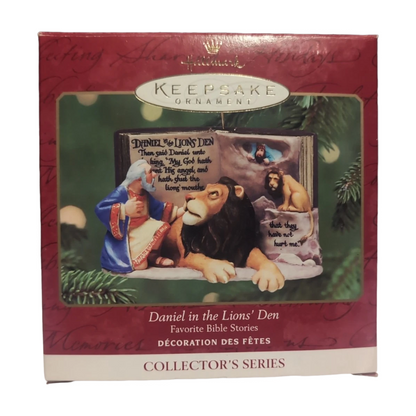 Hallmark
KEEPSAKE
ORNAMENT
DANIEL in the LIONS' DEN
Then said Daniel unto
king, "My God hath
His angel, and
hath shut the
lions' mouths,
that they
have not
hurt me."
Daniel in the Lions' Den
Favorite Bible Stories
DÉCORATION DES FÊTES
COLLECTOR'S SERIES
Memories